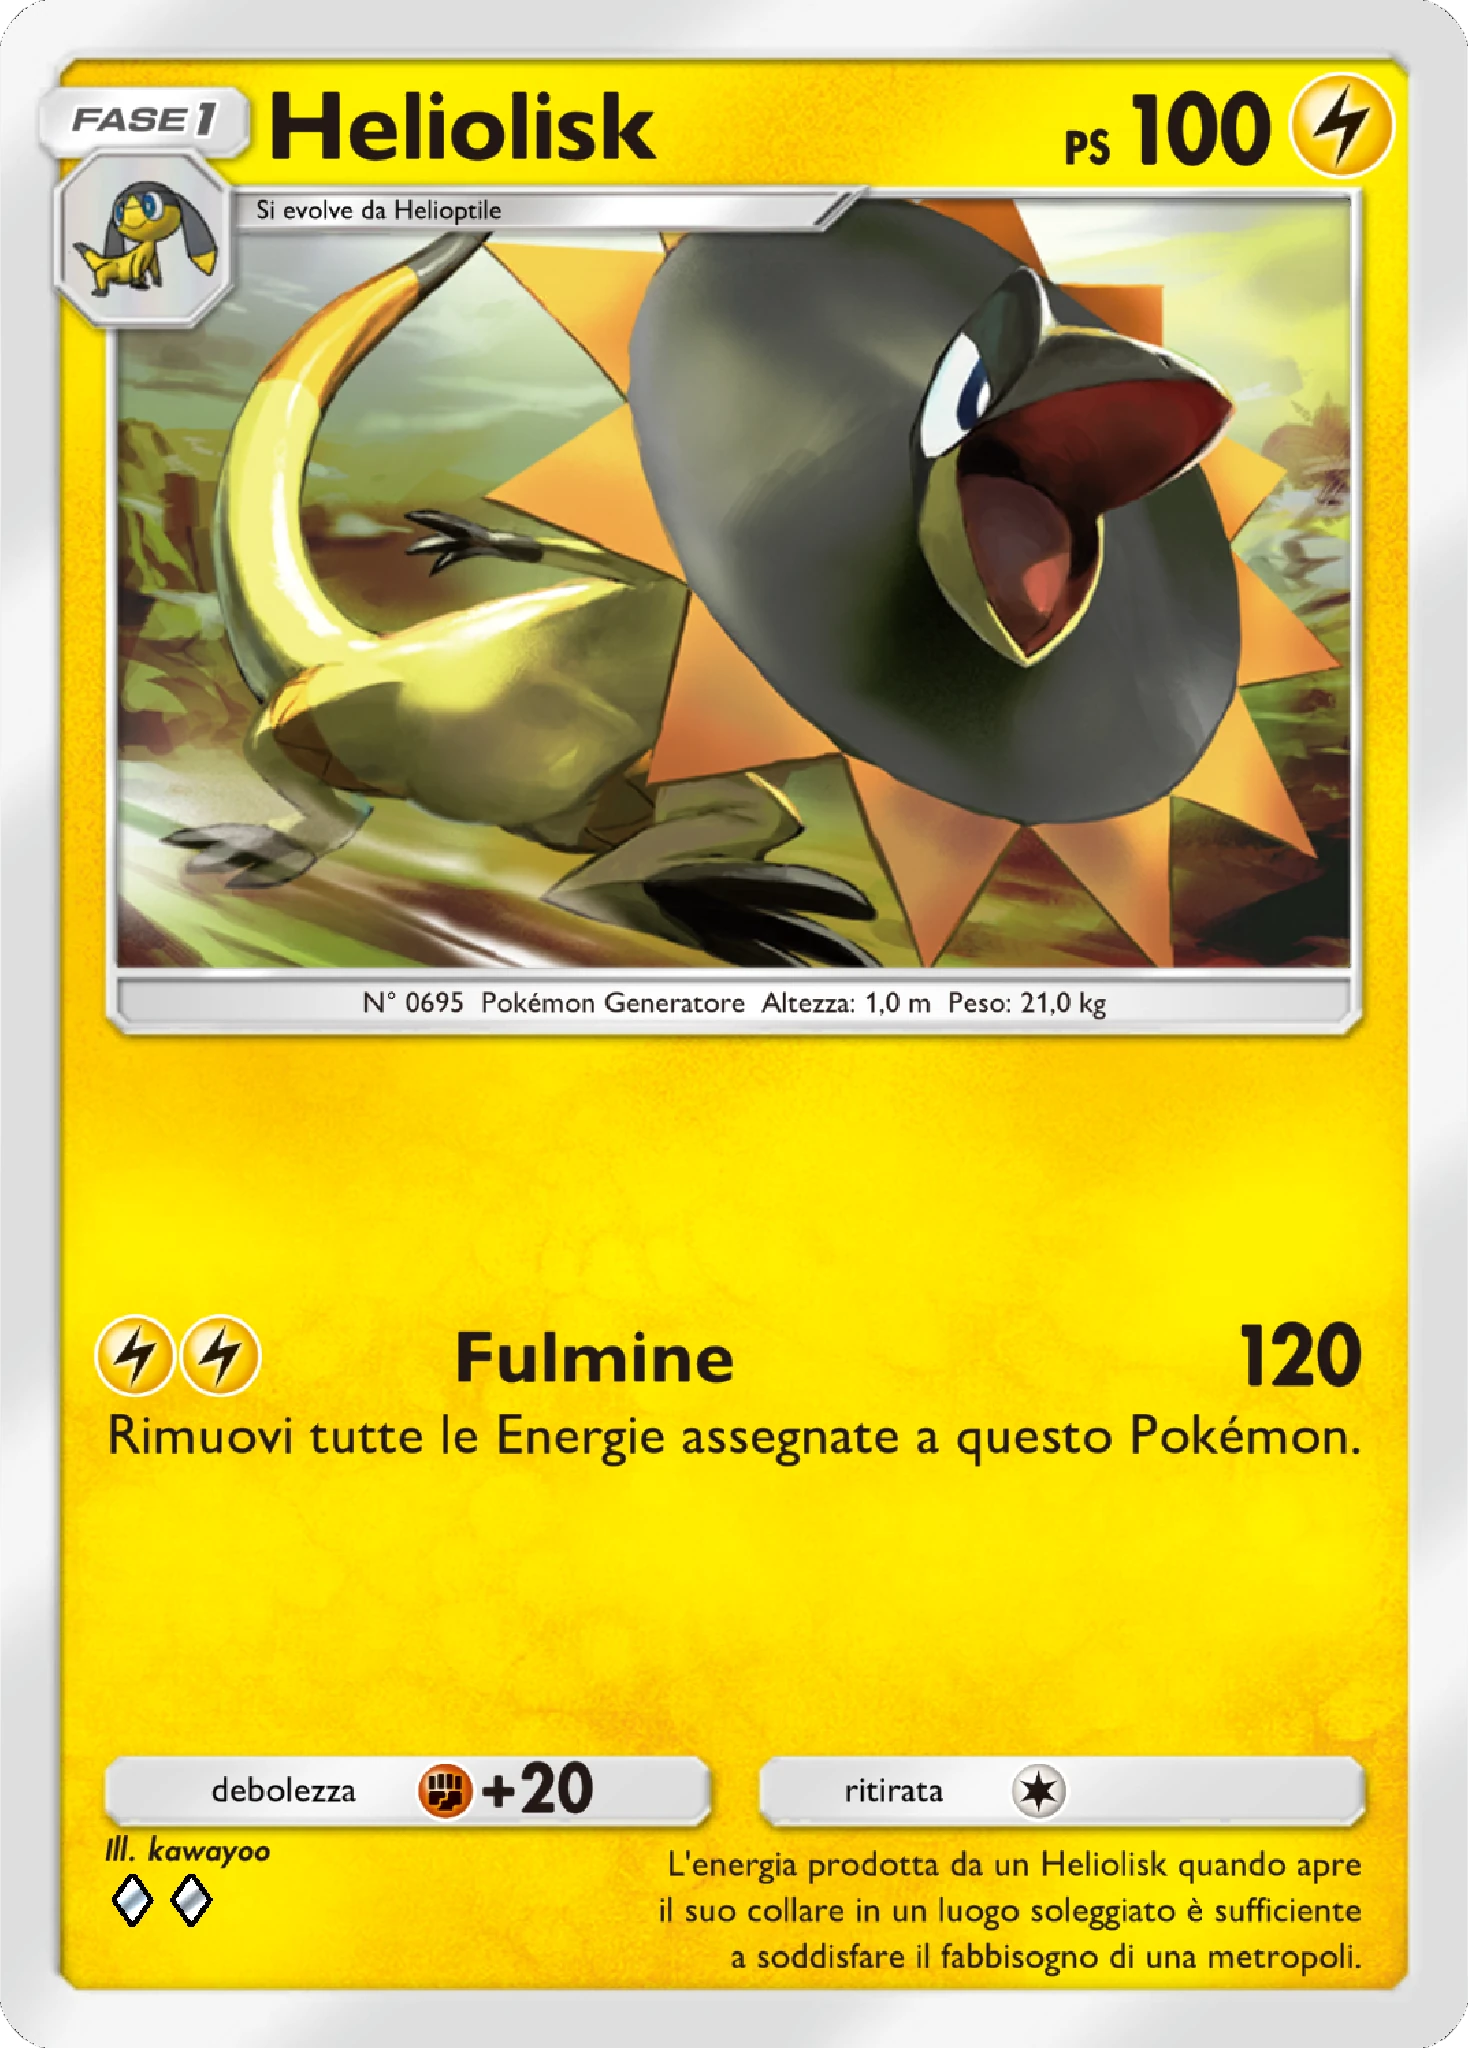 FASE 1
Heliolisk
PS 100
Si evolve da Helioptile
N° 0695 Pokémon Generatore Altezza: 1,0 m Peso: 21,0 kg
Fulmine 120
Rimuovi tutte le Energie assegnate a questo Pokémon.
debolezza +20
ritirata
Ill. kawayoo
L'energia prodotta da un Heliolisk quando apre
il suo collare in un luogo soleggiato è sufficiente
a soddisfare il fabbisogno di una metropoli.